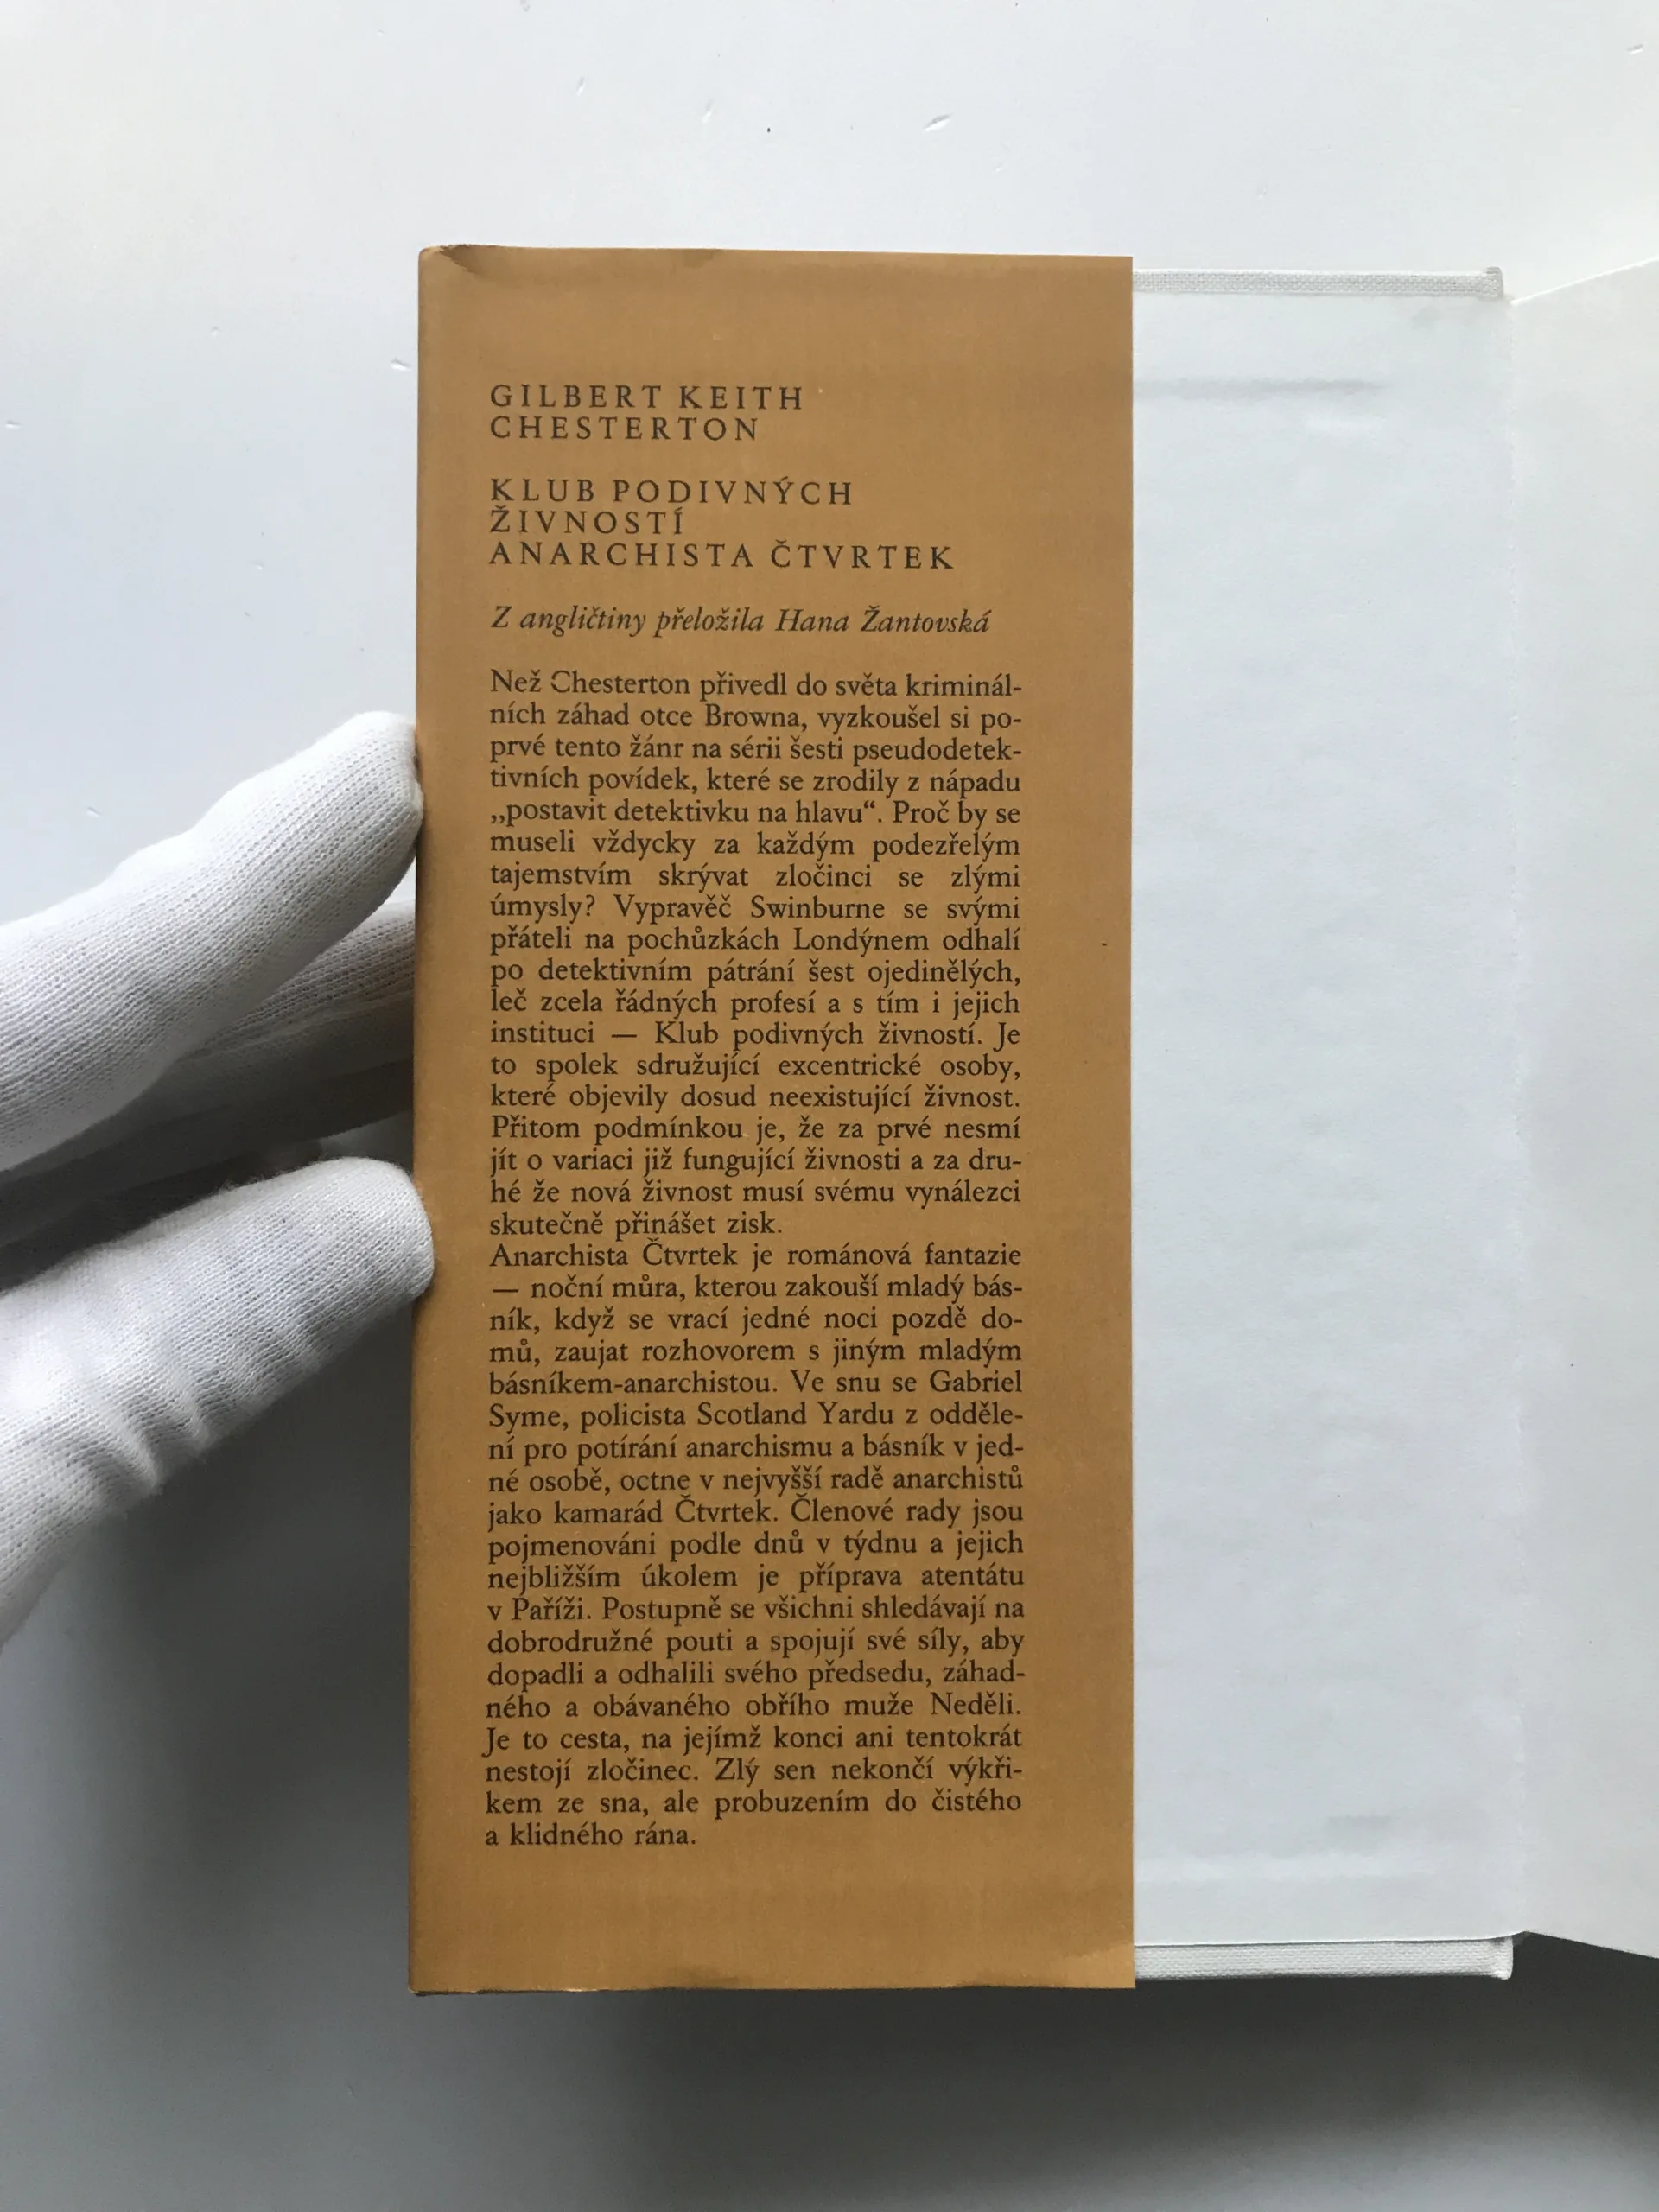 GILBERT KEITH
CHESTERTON
KLUB PODIVNÝCH
ŽIVNOSTÍ
ANARCHISTA ČTVRTEK
Z angličtiny přeložila Hana Žantovská
Než Chesterton přivedl do světa kriminál-
ních záhad otce Browna, vyzkoušel si po-
prvé tento žánr na sérii šesti pseudodetek-
tivních povídek, které se zrodily z nápadu
„postavit detektivku na hlavu“. Proč by se
museli vždycky za každým podezřelým
tajemstvím skrývat zločinci se zlými
úmysly? Vypravěč Swinburne se svými
přáteli na pochůzkách Londýnem odhalí
po detektivním pátrání šest ojedinělých,
leč zcela řádných profesí a s tím i jejich
instituci — Klub podivných živností. Je
to spolek sdružující excentrické osoby,
které objevily dosud neexistující živnost.
Přitom podmínkou je, že za prvé nesmí
jít o variaci již fungující živnosti a za dru-
hé že nová živnost musí svému vynálezci
skutečně přinášet zisk.
Anarchista Čtvrtek je románová fantazie
— noční můra, kterou zakouší mladý bás-
ník, když se vrací jedné noci pozdě do-
mů, zaujat rozhovorem s jiným mladým
básníkem-anarchistou. Ve snu se Gabriel
Syme, policista Scotland Yardu z odděle-
ní pro potírání anarchismu a básník v jed-
né osobě, octne v nejvyšší radě anarchistů
jako kamarád Čtvrtek. Členové rady jsou
pojmenováni podle dnů v týdnu a jejich
nejbližším úkolem je příprava atentátu
v Paříži. Postupně se všichni shledávají na
dobrodružné pouti a spojují své síly, aby
dopadli a odhalili svého předsedu, záhad-
ného a obávaného obřího muže Neděli.
Je to cesta, na jejímž konci ani tentokrát
nestojí zločinec. Zlý sen nekončí výkři-
kem ze sna, ale probuzením do čistého
a klidného rána.